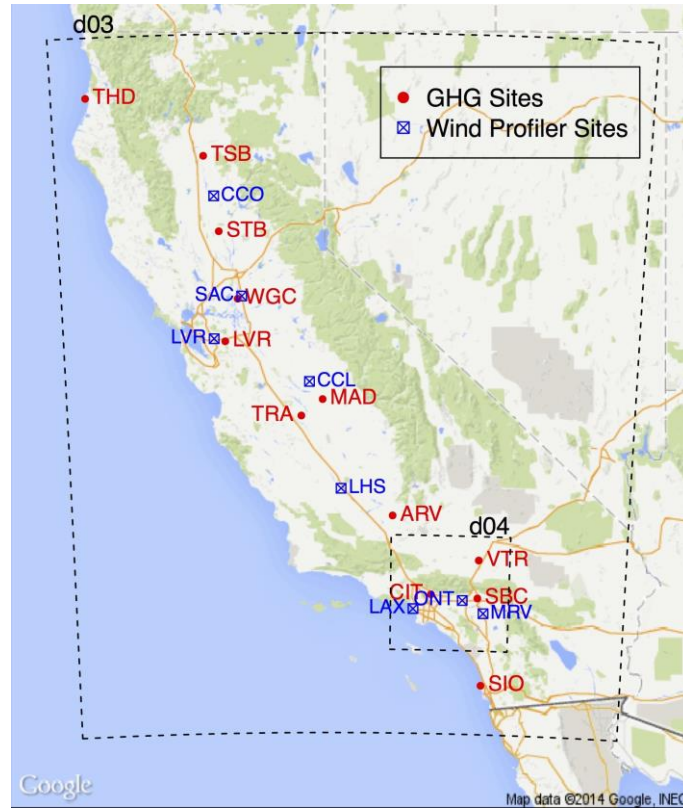 d03
THD
GHG Sites
Wind Profiler Sites
TSB
CCO
STB
SAC WGC
LVR LVR
CCL
MAD
TRA
LHS
ARV
d04
VTR
CIT ONT SBC
LAX MRV
SIO
Google
Map data ©2014 Google, INEG